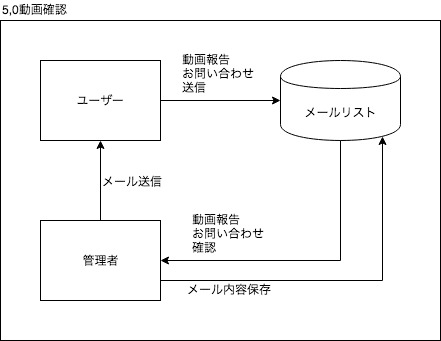 5,0動画確認
動画報告
お問い合わせ
送信
ユーザー
メールリスト
メール送信
動画報告
お問い合わせ
確認
管理者
メール内容保存